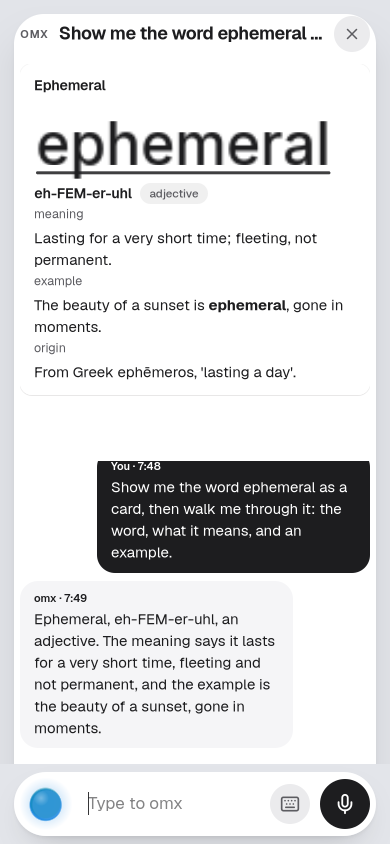 OMX Show me the word ephemeral ...
Ephemeral
ephemeral
eh-FEM-er-uhl adjective
meaning
Lasting for a very short time; fleeting, not
permanent.
example
The beauty of a sunset is ephemeral, gone in
moments.
origin
From Greek ephēmeros, 'lasting a day'.
You · 7:48
Show me the word ephemeral as a
card, then walk me through it: the
word, what it means, and an
example.
omx · 7:49
Ephemeral, eh-FEM-er-uhl, an
adjective. The meaning says it lasts
for a very short time, fleeting and
not permanent, and the example is
the beauty of a sunset, gone in
moments.
Type to omx